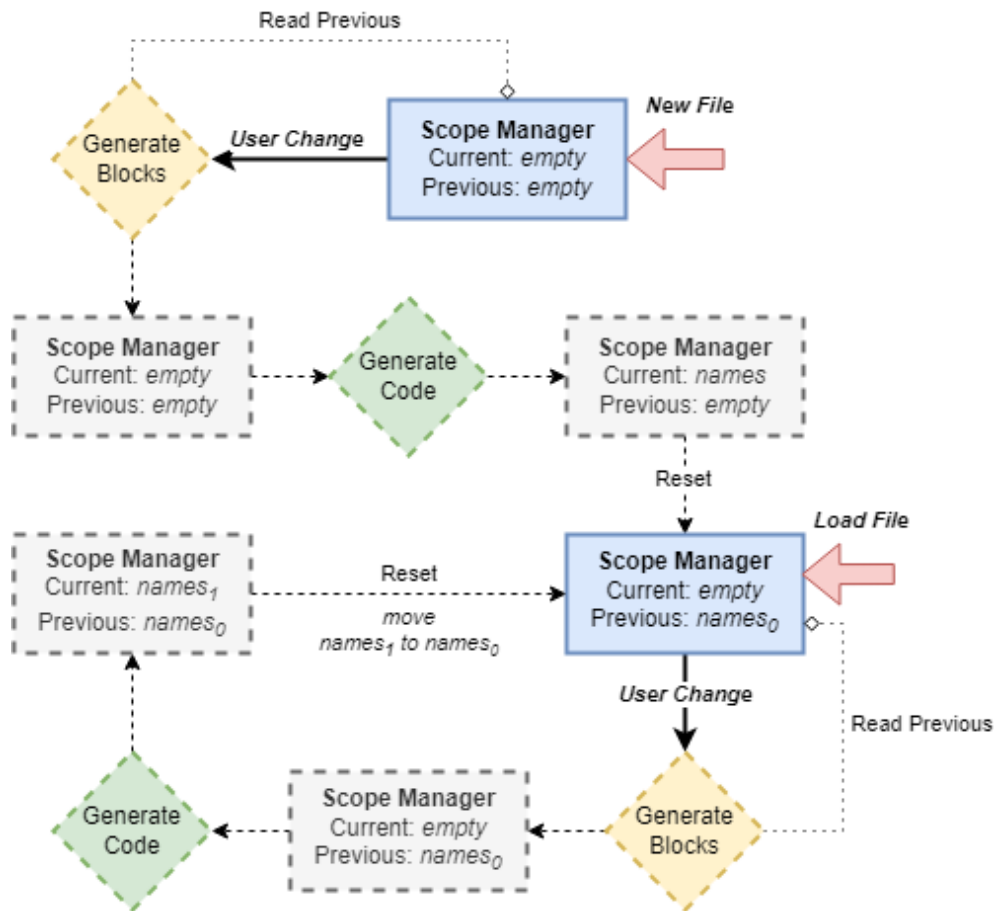 Read Previous
New File
Generate
Blocks
User Change
Scope Manager
Current: empty
Previous: empty
Scope Manager
Current: empty
Previous: empty
Generate
Code
Scope Manager
Current: names
Previous: empty
Reset
Load File
Scope Manager
Current: names₁
Previous: names₀
Reset
move
names₁ to names₀
Scope Manager
Current: empty
Previous: names₀
User Change
Read Previous
Generate
Code
Scope Manager
Current: empty
Previous: names₀
Generate
Blocks